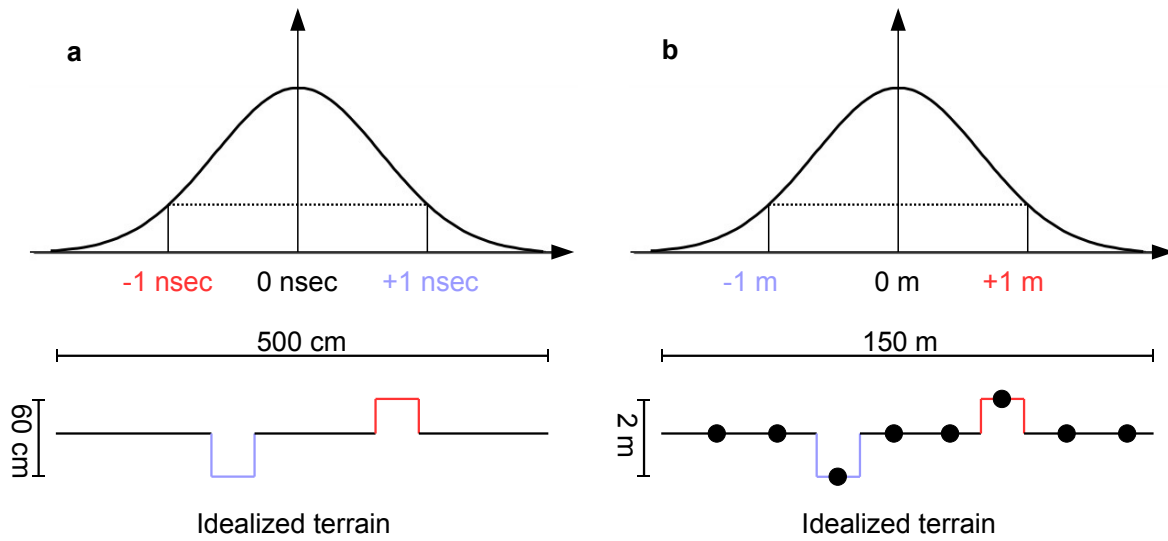 a
-1 nsec 0 nsec +1 nsec
500 cm
60 cm
Idealized terrain
b
-1 m 0 m +1 m
150 m
2 m
Idealized terrain